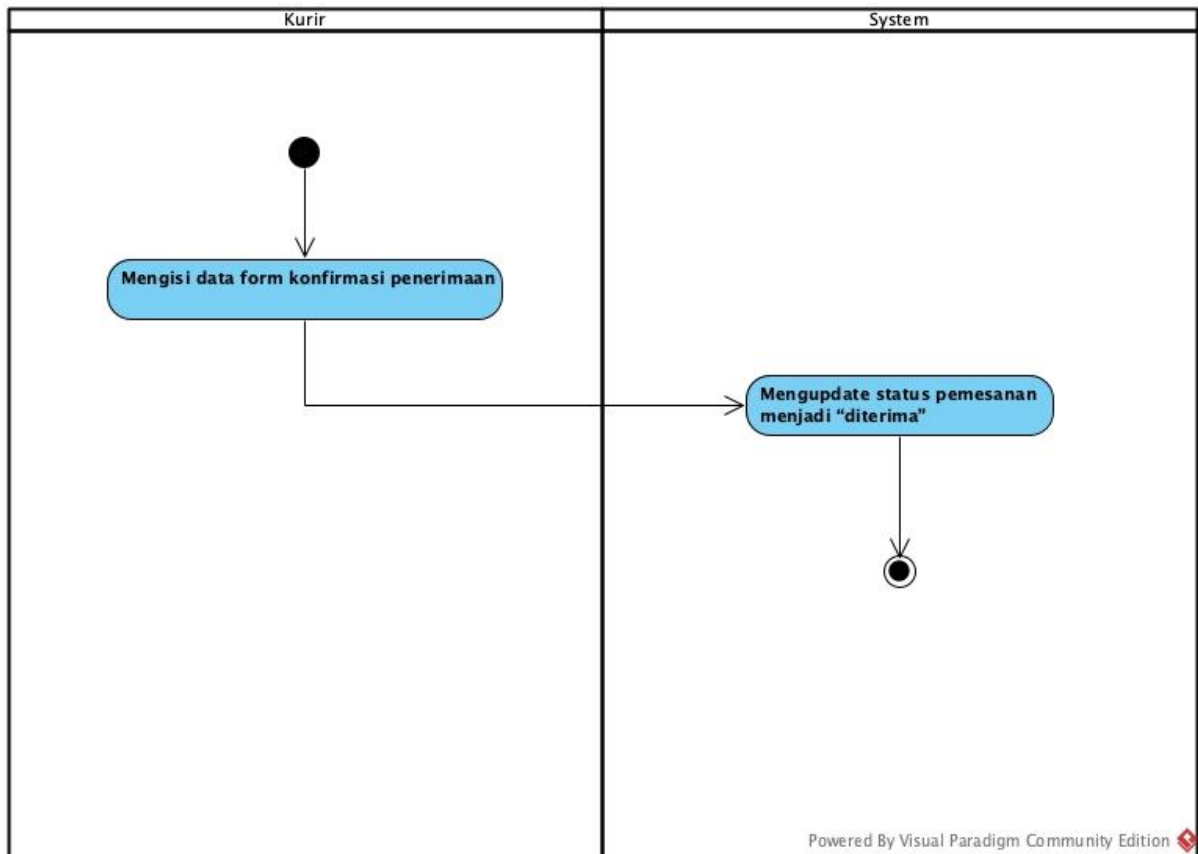 Kurir
System
Mengisi data form konfirmasi penerimaan
Mengupdate status pemesanan
menjadi “diterima”
Powered By Visual Paradigm Community Edition